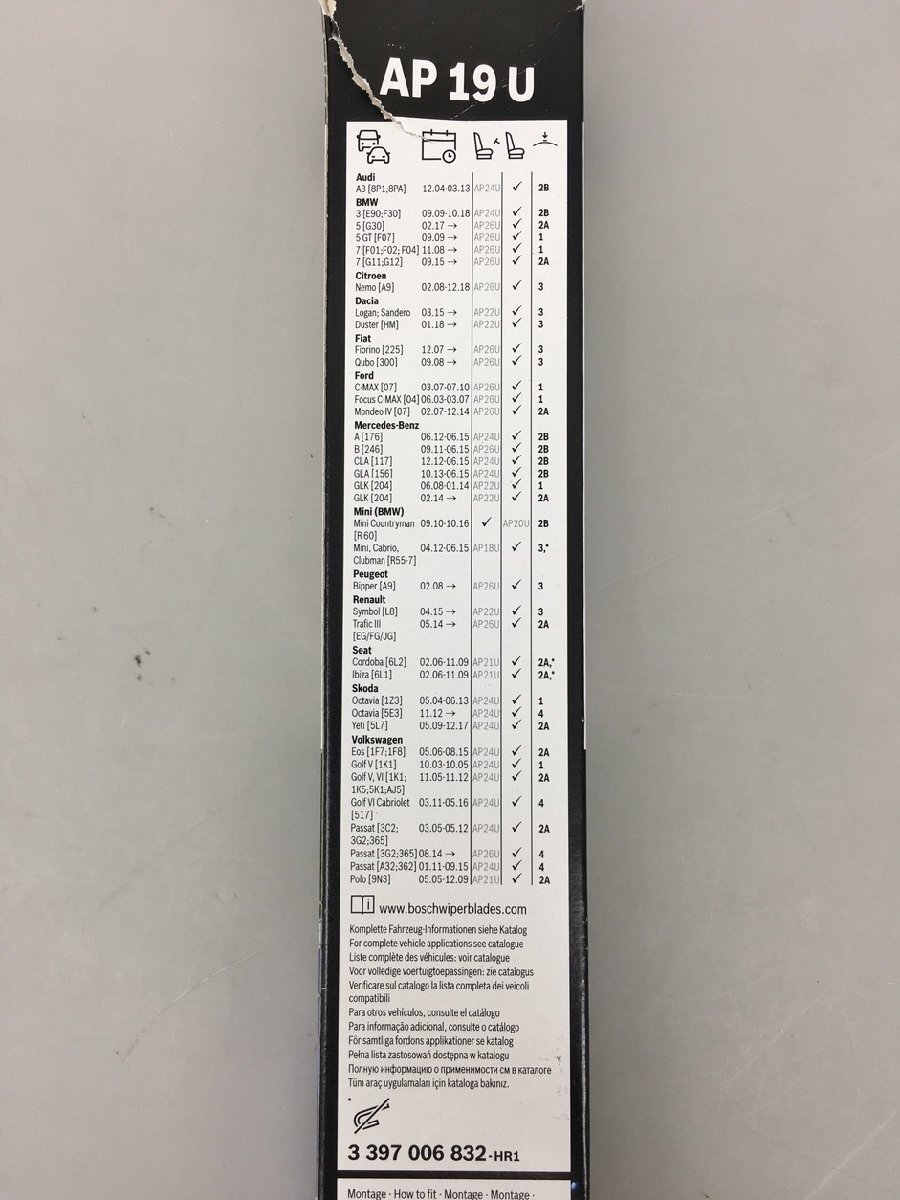 AP 19 U
Audi
A3 [8P1;8PA] 12.04-03.13 AP24U ✓ 2B
BMW
3 [E90;F30] 09.09-10.18 AP24U ✓ 2B
5 [G30] 02.17 → AP26U ✓ 2A
5 GT [F07] 09.09 → AP26U ✓ 1
7 [F01;F02; F04] 11.08 → AP26U ✓ 1
7 [G11;G12] 09.15 → AP26U ✓ 2A
Citroen
Nemo [A9] 02.08-12.18 AP26U ✓ 3
Dacia
Logan; Sandero 03.15 → AP22U ✓ 3
Duster [HM] 01.18 → AP22U ✓ 3
Fiat
Fiorino [225] 12.07 → AP26U ✓ 3
Qubo [300] 09.08 → AP26U ✓ 3
Ford
C-MAX [07] 03.07-07.10 AP26U ✓ 1
Focus C-MAX [04] 06.03-03.07 AP26U ✓ 1
Mondeo IV [07] 02.07-12.14 AP26U ✓ 2A
Mercedes-Benz
A [176] 06.12-06.15 AP24U ✓ 2B
B [246] 09.11-06.15 AP26U ✓ 2B
CLA [117] 12.12-06.15 AP24U ✓ 2B
GLA [156] 10.13-06.15 AP24U ✓ 2B
GLK [204] 06.08-01.14 AP22U ✓ 1
GLK [204] 02.14 → AP22U ✓ 2A
Mini (BMW)
Mini Countryman 09.10-10.16 ✓ AP20U 2B
[R60]
Mini, Cabrio, 04.12-06.15 AP18U ✓ 3,*
Clubman [R55-7]
Peugeot
Bipper [A9] 02.08 → AP26U ✓ 3
Renault
Symbol [L8] 04.15 → AP22U ✓ 3
Trafic III 05.14 → AP26U ✓ 2A
[EG/FG/JG]
Seat
Cordoba [6L2] 02.06-11.09 AP21U ✓ 2A,*
Ibiza [6L1] 02.06-11.09 AP21U ✓ 2A,*
Skoda
Octavia [1Z3] 05.04-06.13 AP24U ✓ 1
Octavia [5E3] 11.12 → AP24U ✓ 4
Yeti [5L7] 05.09-12.17 AP24U ✓ 2A
Volkswagen
Eos [1F7;1F8] 05.06-08.15 AP24U ✓ 2A
Golf V [1K1] 10.03-10.05 AP24U ✓ 1
Golf V, VI [1K1; 11.05-11.12 AP24U ✓ 2A
1K5;5K1;AJ5]
Golf VI Cabriolet 03.11-05.16 AP24U ✓ 4
[517]
Passat [3C2; 03.05-05.12 AP24U ✓ 2A
3G2;365]
Passat [3G2;365] 08.14 → AP26U ✓ 4
Passat [A32;362] 01.11-09.15 AP24U ✓ 4
Polo [9N3] 05.05-12.09 AP21U ✓ 2A
www.boschwiperblades.com
Komplette Fahrzeug-Informationen siehe Katalog
For complete vehicle applications see catalogue
Liste complète des véhicules: voir catalogue
Voor volledige voertuigtoepassingen: zie catalogus
Verificare sul catalogo la lista completa dei veicoli
compatibili
Para otros vehículos, consulte el catálogo
Para informação adicional, consulte o catálogo
För samtliga fordons applikationer se katalog
Pełna lista zastosowań dostępna w katalogu
Полную информацию о применимости см в каталоге
Tüm araç uygulamaları için kataloga bakınız.
*
3 397 006 832-HR1
Montage · How to fit · Montage · Montage ·